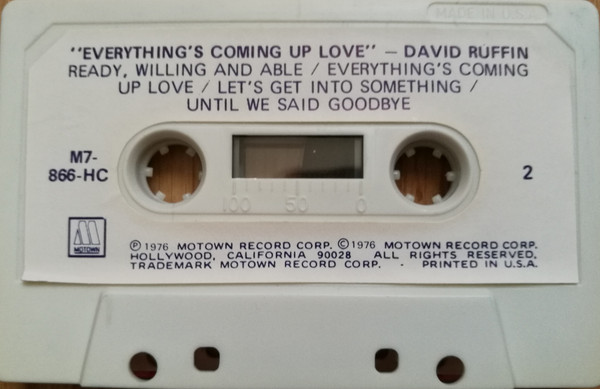 MADE IN U.S.A.
"EVERYTHING'S COMING UP LOVE" — DAVID RUFFIN
READY, WILLING AND ABLE / EVERYTHING'S COMING
UP LOVE / LET'S GET INTO SOMETHING /
UNTIL WE SAID GOODBYE
M7-
866-HC
2
100 50 0
MOTOWN
Ⓟ1976 MOTOWN RECORD CORP. ©1976 MOTOWN RECORD CORP.
HOLLYWOOD, CALIFORNIA 90028 ALL RIGHTS RESERVED,
TRADEMARK MOTOWN RECORD CORP. · PRINTED IN U.S.A.